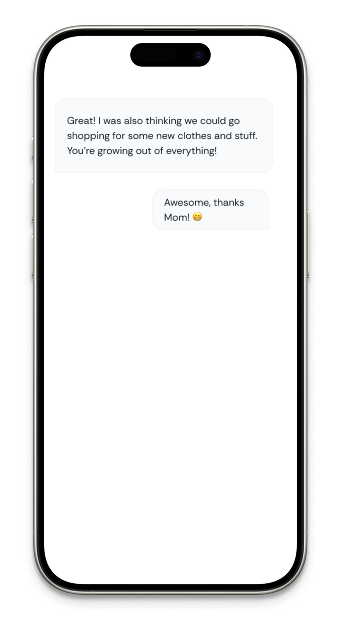 Great! I was also thinking we could go
shopping for some new clothes and stuff.
You're growing out of everything!
Awesome, thanks
Mom! 😄